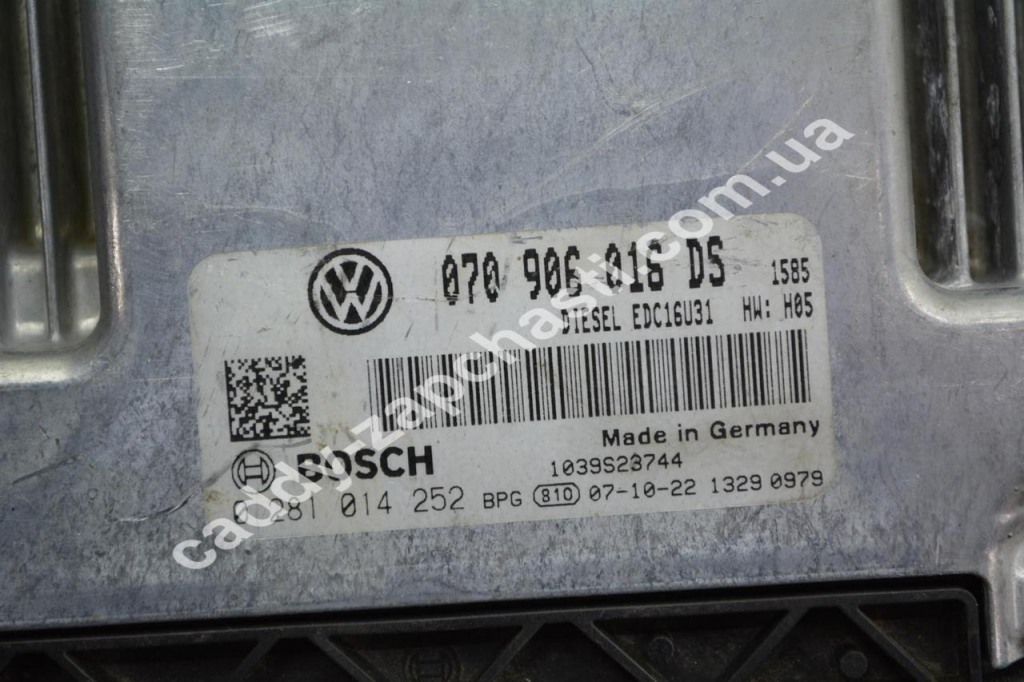 070 906 016 DS 1585
DIESEL EDC16U31 HW: H05
Made in Germany
BOSCH
1039S23744
0 281 014 252 BPG 810 07-10-22 1329 0979
caddy-zapchasti.com.ua